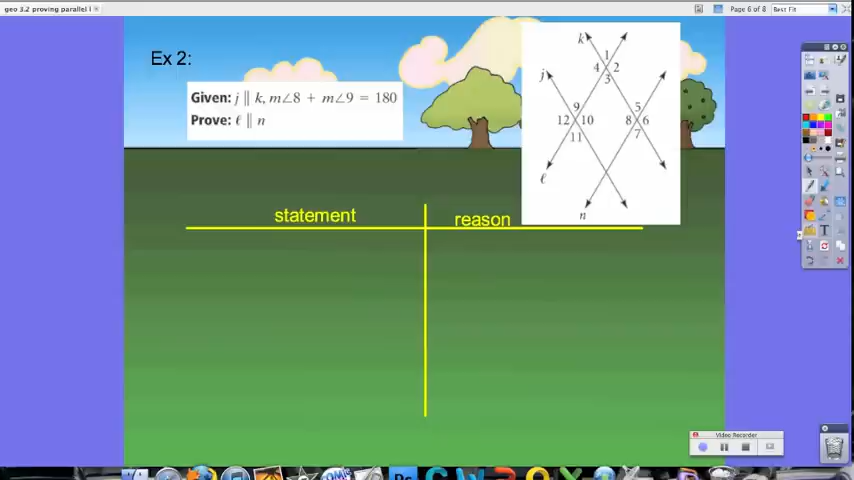 geo 3.2 proving parallel l
Page 6 of 8
Best Fit
Ex 2:
Given: j ∥ k, m∠8 + m∠9 = 180
Prove: ℓ ∥ n
k
1
4 2
3
j
9 5
12 10 8 6
11 7
ℓ
n
statement reason
T
Video Recorder